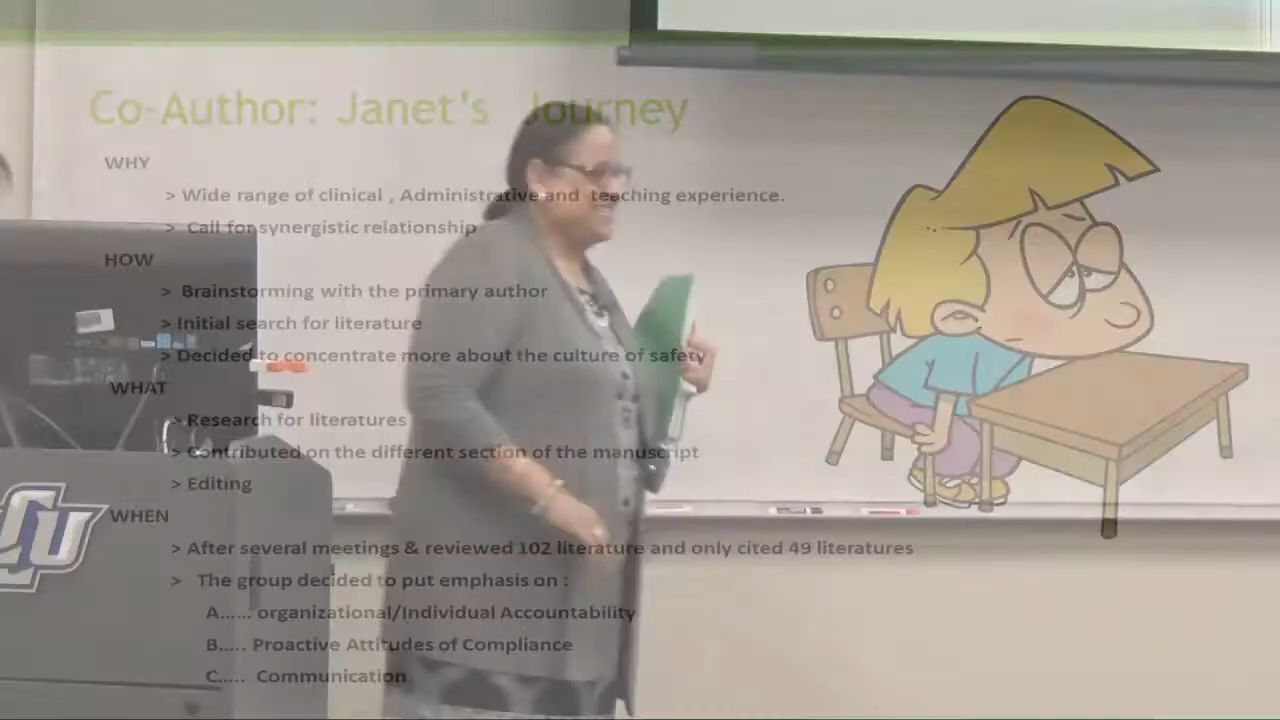 Co-Author: Janet's Journey
WHY
> Wide range of clinical , Administrative and teaching experience.
> Call for synergistic relationship
HOW
> Brainstorming with the primary author
> Initial search for literature
> Decided to concentrate more about the culture of safety
WHAT
> Research for literatures
> Contributed on the different section of the manuscript
> Editing
WHEN
> After several meetings & reviewed 102 literature and only cited 49 literatures
> The group decided to put emphasis on :
A...... organizational/Individual Accountability
B..... Proactive Attitudes of Compliance
C..... Communication
CU